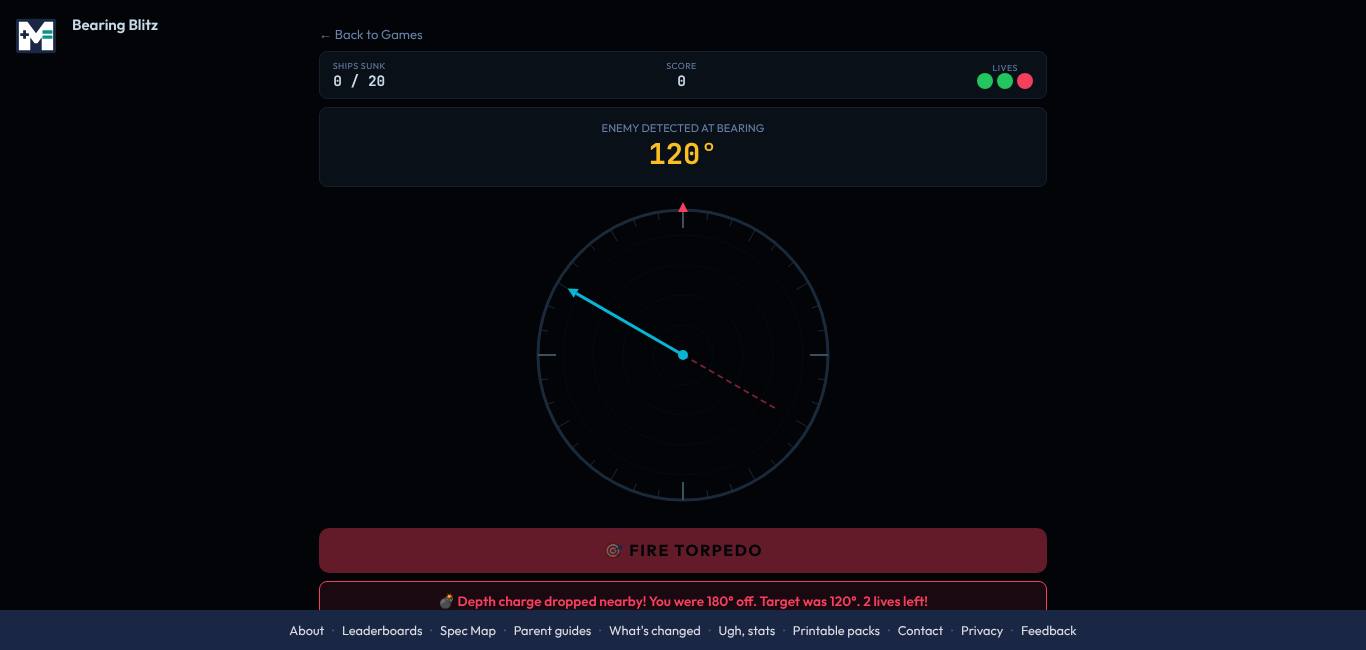 Bearing Blitz
← Back to Games
SHIPS SUNK
0 / 20
SCORE
0
LIVES
ENEMY DETECTED AT BEARING
120°
🎯 FIRE TORPEDO
💣 Depth charge dropped nearby! You were 180° off. Target was 120°. 2 lives left!
About · Leaderboards · Spec Map · Parent guides · What's changed · Ugh, stats · Printable packs · Contact · Privacy · Feedback